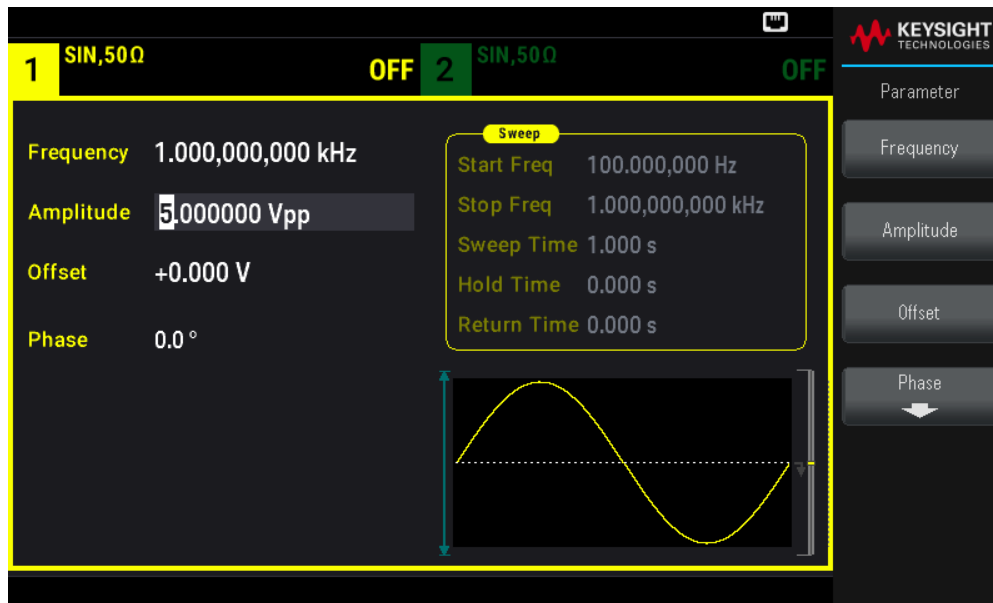 KEYSIGHT
TECHNOLOGIES
1 SIN,50Ω OFF
2 SIN,50Ω OFF
Frequency 1.000,000,000 kHz
Amplitude 5.000000 Vpp
Offset +0.000 V
Phase 0.0 °
Sweep
Start Freq 100.000,000 Hz
Stop Freq 1.000,000,000 kHz
Sweep Time 1.000 s
Hold Time 0.000 s
Return Time 0.000 s
Parameter
Frequency
Amplitude
Offset
Phase